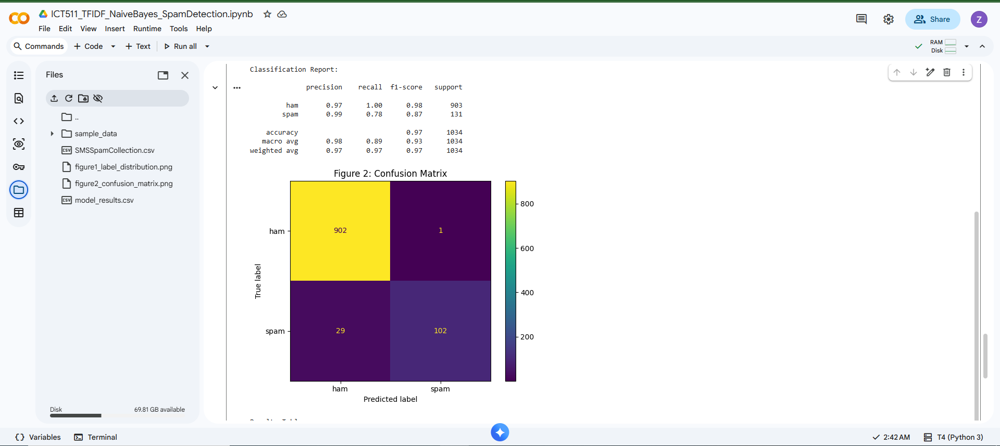 ICT511_TFIDF_NaiveBayes_SpamDetection.ipynb
File Edit View Insert Runtime Tools Help
Share
Z
Commands + Code + Text Run all
RAM
Disk
Files
..
sample_data
SMSSpamCollection.csv
figure1_label_distribution.png
figure2_confusion_matrix.png
model_results.csv
Disk 69.81 GB available
Classification Report:
precision recall f1-score support
ham 0.97 1.00 0.98 903
spam 0.99 0.78 0.87 131
accuracy 0.97 1034
macro avg 0.98 0.89 0.93 1034
weighted avg 0.97 0.97 0.97 1034
Figure 2: Confusion Matrix
ham 902 1
spam 29 102
True label
ham spam
Predicted label
800
600
400
200
Variables Terminal
2:42 AM T4 (Python 3)